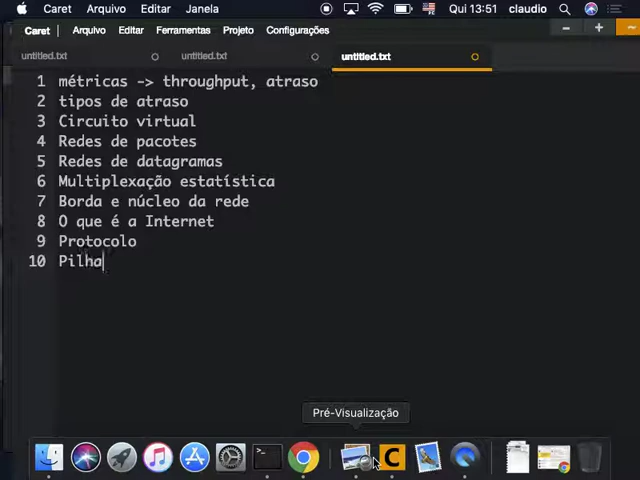 Caret Arquivo Editar Janela Qui 13:51 claudio
Caret Arquivo Editar Ferramentas Projeto Configurações
untitled.txt untitled.txt untitled.txt
1 métricas -> throughput, atraso
2 tipos de atraso
3 Circuito virtual
4 Redes de pacotes
5 Redes de datagramas
6 Multiplexação estatística
7 Borda e núcleo da rede
8 O que é a Internet
9 Protocolo
10 Pilha
Pré-Visualização
>_ C